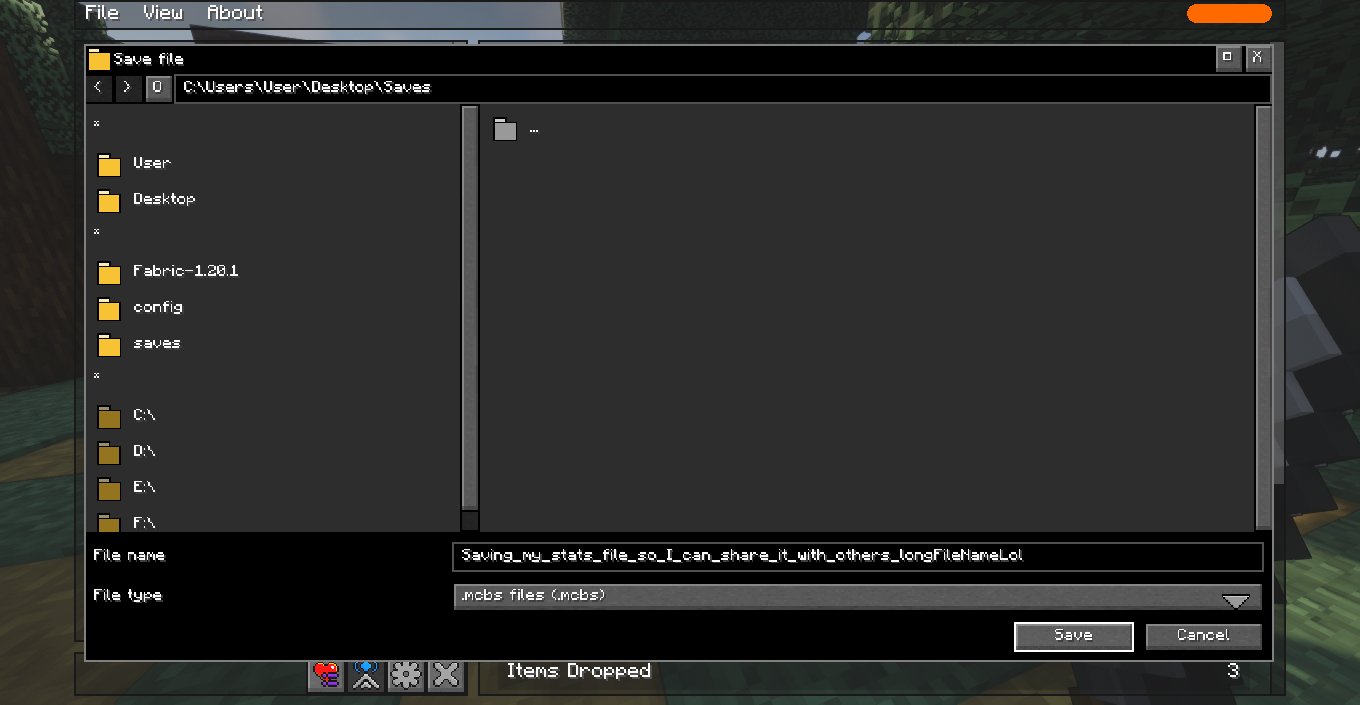 File View About
Save file
C:\Users\User\Desktop\Saves
...
User
Desktop
Fabric-1.20.1
config
saves
C:\
D:\
E:\
F:\
File name Saving_my_stats_file_so_I_can_share_it_with_others_longFileNameLol
File type .mcbs files (.mcbs)
Save Cancel
Items Dropped 3